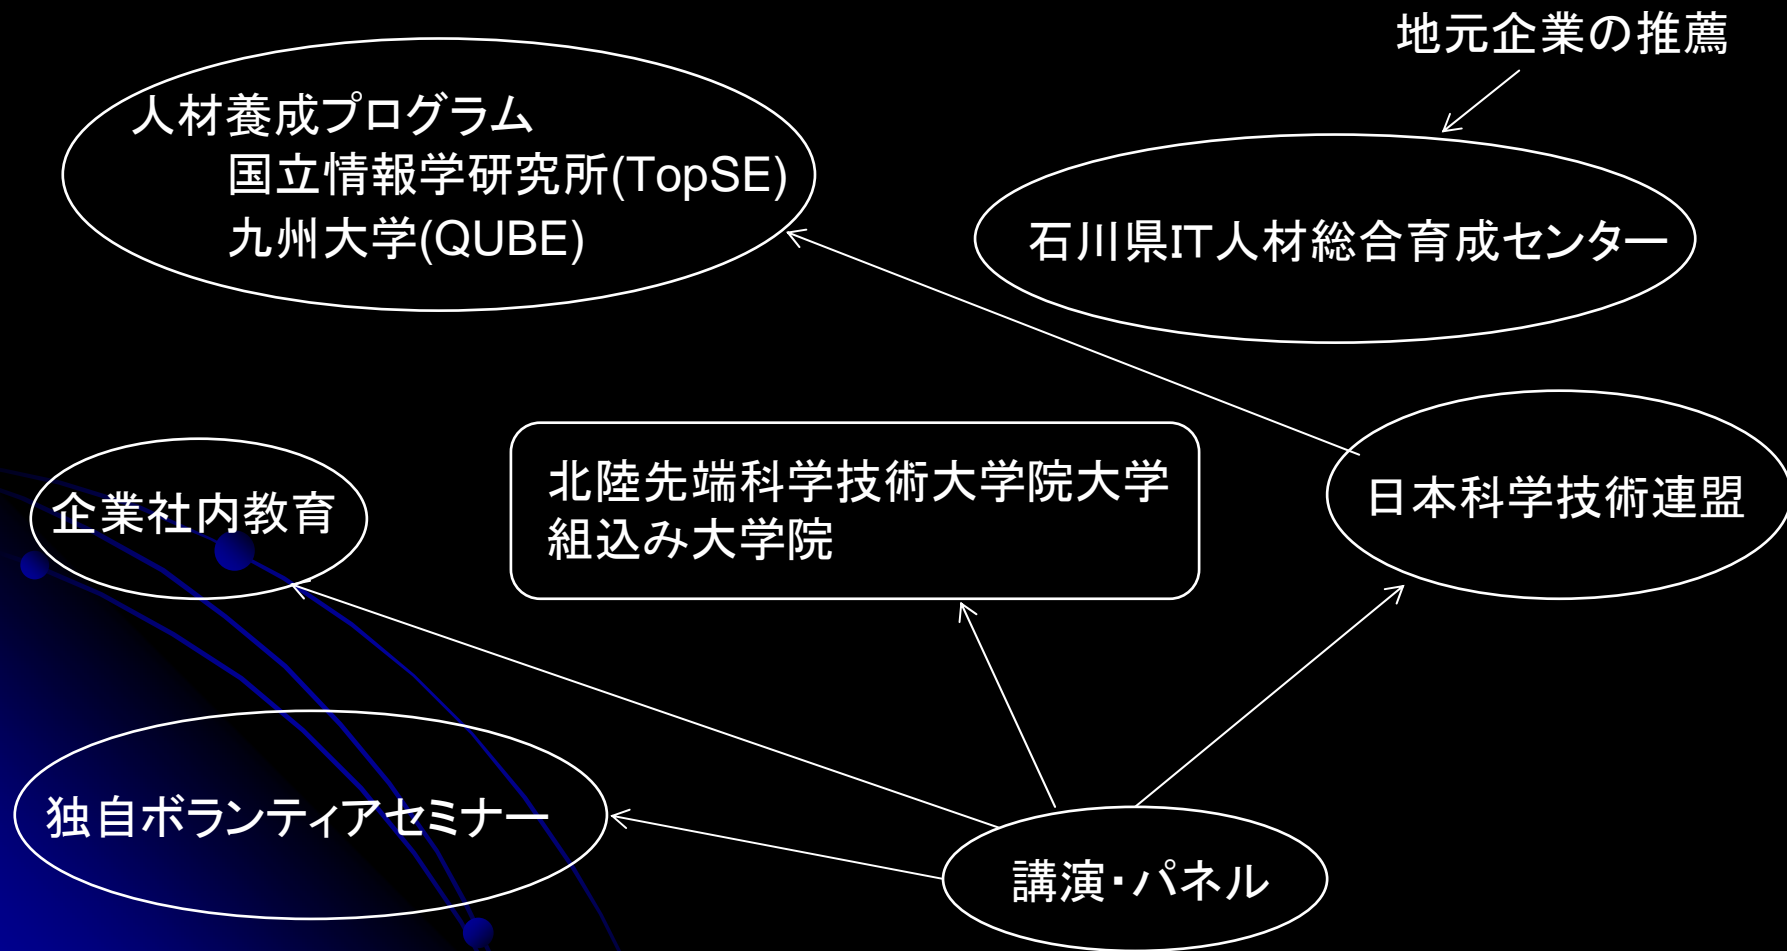 地元企業の推薦
人材養成プログラム
国立情報学研究所(TopSE)
九州大学(QUBE)
石川県IT人材総合育成センター
北陸先端科学技術大学院大学
組込み大学院
日本科学技術連盟
企業社内教育
独自ボランティアセミナー
講演・パネル